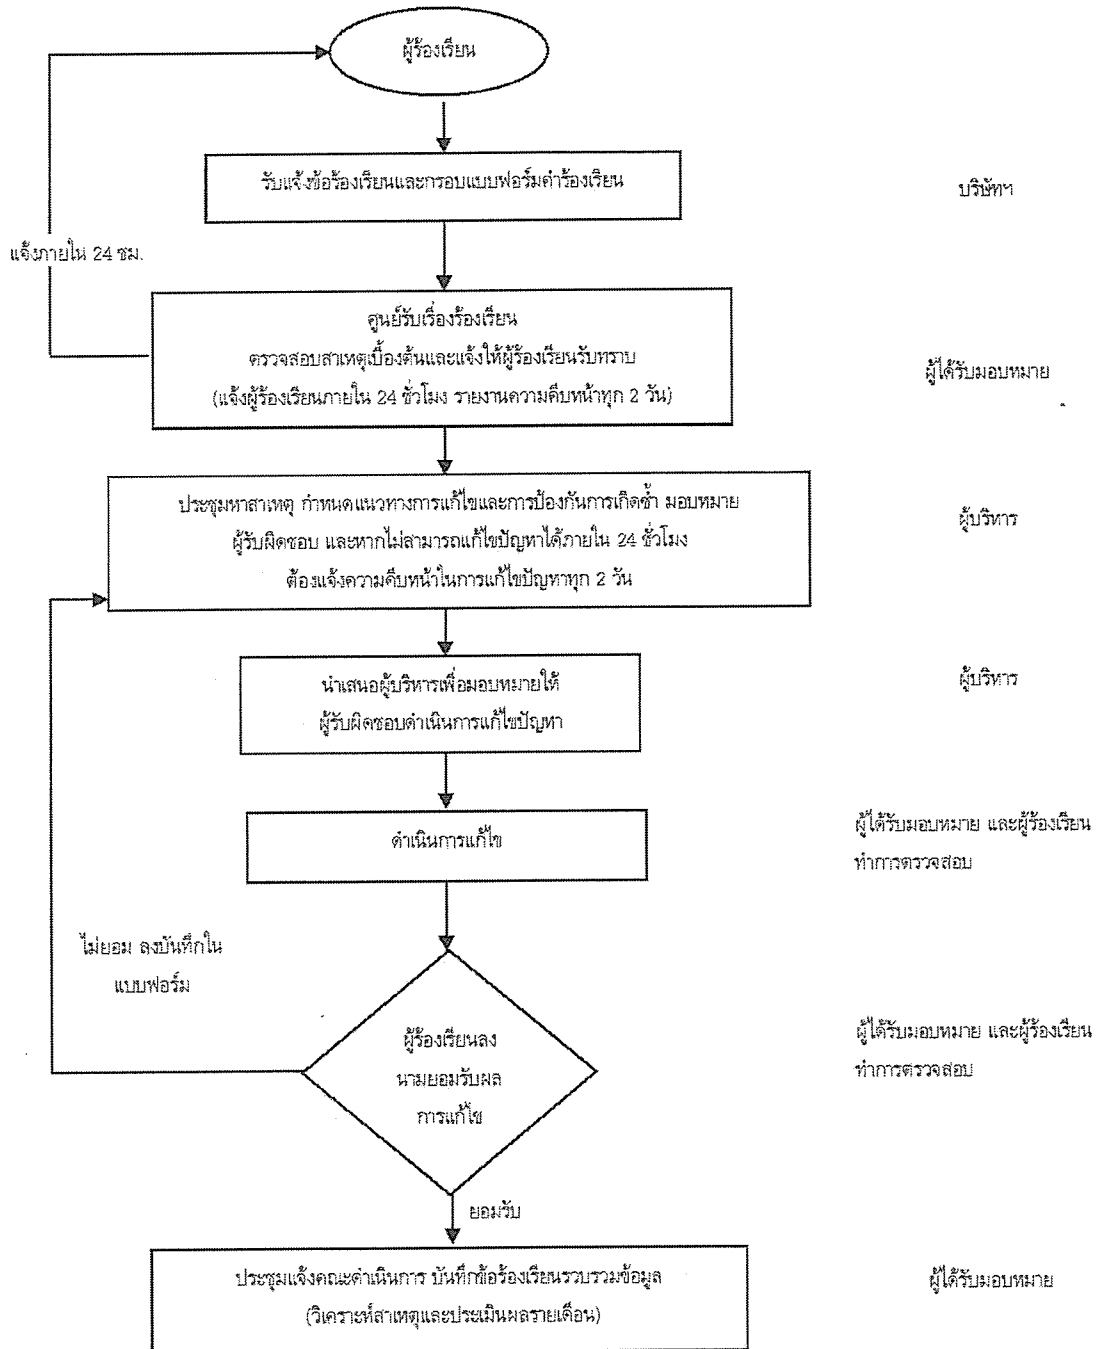 ผู้ร้องเรียน
รับแจ้งข้อร้องเรียนและกรอบแบบฟอร์มคำร้องเรียน
บริษัทฯ
แจ้งภายใน 24 ชม.
ศูนย์รับเรื่องร้องเรียน
ตรวจสอบสาเหตุเบื้องต้นและแจ้งให้ผู้ร้องเรียนรับทราบ
(แจ้งผู้ร้องเรียนภายใน 24 ชั่วโมง รายงานความคืบหน้าทุก 2 วัน)
ผู้ได้รับมอบหมาย
ประชุมหาสาเหตุ กำหนดแนวทางการแก้ไขและการป้องกันการเกิดซ้ำ มอบหมาย
ผู้รับผิดชอบ และหากไม่สามารถแก้ไขปัญหาได้ภายใน 24 ชั่วโมง
ต้องแจ้งความคืบหน้าในการแก้ไขปัญหาทุก 2 วัน
ผู้บริหาร
นำเสนอผู้บริหารเพื่อมอบหมายให้
ผู้รับผิดชอบดำเนินการแก้ไขปัญหา
ผู้บริหาร
ดำเนินการแก้ไข
ผู้ได้รับมอบหมาย และผู้ร้องเรียน
ทำการตรวจสอบ
ไม่ยอม ลงบันทึกใน
แบบฟอร์ม
ผู้ร้องเรียนลง
นามยอมรับผล
การแก้ไข
ผู้ได้รับมอบหมาย และผู้ร้องเรียน
ทำการตรวจสอบ
ยอมรับ
ประชุมแจ้งคณะดำเนินการ บันทึกข้อร้องเรียนรวบรวมข้อมูล
(วิเคราะห์สาเหตุและประเมินผลรายเดือน)
ผู้ได้รับมอบหมาย